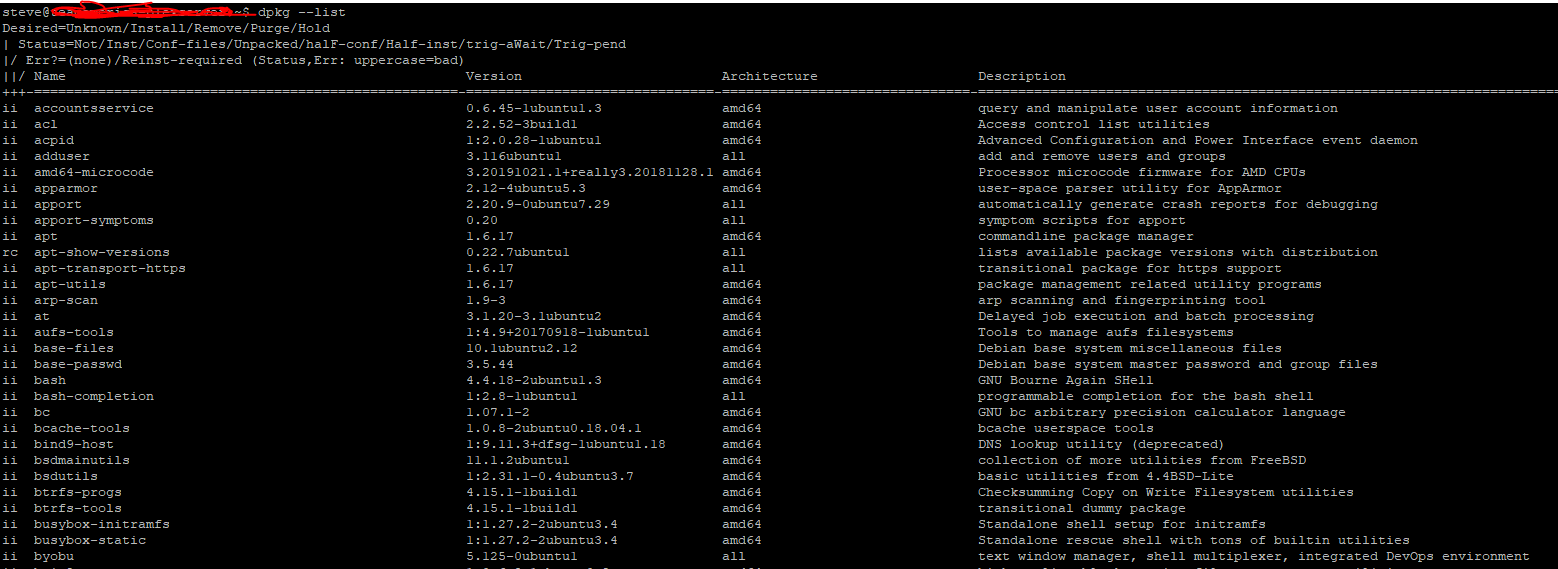 steve@ ~$ dpkg --list
Desired=Unknown/Install/Remove/Purge/Hold
| Status=Not/Inst/Conf-files/Unpacked/halF-conf/Half-inst/trig-aWait/Trig-pend
|/ Err?=(none)/Reinst-required (Status,Err: uppercase=bad)
||/ Name Version Architecture Description
+++-==============-==============-==============-==============
ii accountsservice 0.6.45-1ubuntu1.3 amd64 query and manipulate user account information
ii acl 2.2.52-3build1 amd64 Access control list utilities
ii acpid 1:2.0.28-1ubuntu1 amd64 Advanced Configuration and Power Interface event daemon
ii adduser 3.116ubuntu1 all add and remove users and groups
ii amd64-microcode 3.20191021.1+really3.20181128.1 amd64 Processor microcode firmware for AMD CPUs
ii apparmor 2.12-4ubuntu5.3 amd64 user-space parser utility for AppArmor
ii apport 2.20.9-0ubuntu7.29 all automatically generate crash reports for debugging
ii apport-symptoms 0.20 all symptom scripts for apport
ii apt 1.6.17 amd64 commandline package manager
rc apt-show-versions 0.22.7ubuntu1 all lists available package versions with distribution
ii apt-transport-https 1.6.17 all transitional package for https support
ii apt-utils 1.6.17 amd64 package management related utility programs
ii arp-scan 1.9-3 amd64 arp scanning and fingerprinting tool
ii at 3.1.20-3.1ubuntu2 amd64 Delayed job execution and batch processing
ii aufs-tools 1:4.9+20170918-1ubuntu1 amd64 Tools to manage aufs filesystems
ii base-files 10.1ubuntu2.12 amd64 Debian base system miscellaneous files
ii base-passwd 3.5.44 amd64 Debian base system master password and group files
ii bash 4.4.18-2ubuntu1.3 amd64 GNU Bourne Again SHell
ii bash-completion 1:2.8-1ubuntu1 all programmable completion for the bash shell
ii bc 1.07.1-2 amd64 GNU bc arbitrary precision calculator language
ii bcache-tools 1.0.8-2ubuntu0.18.04.1 amd64 bcache userspace tools
ii bind9-host 1:9.11.3+dfsg-1ubuntu1.18 amd64 DNS lookup utility (deprecated)
ii bsdmainutils 11.1.2ubuntu1 amd64 collection of more utilities from FreeBSD
ii bsdutils 1:2.31.1-0.4ubuntu3.7 amd64 basic utilities from 4.4BSD-Lite
ii btrfs-progs 4.15.1-1build1 amd64 Checksumming Copy on Write Filesystem utilities
ii btrfs-tools 4.15.1-1build1 amd64 transitional dummy package
ii busybox-initramfs 1:1.27.2-2ubuntu3.4 amd64 Standalone shell setup for initramfs
ii busybox-static 1:1.27.2-2ubuntu3.4 amd64 Standalone rescue shell with tons of builtin utilities
ii byobu 5.125-0ubuntu1 all text window manager, shell multiplexer, integrated DevOps environment